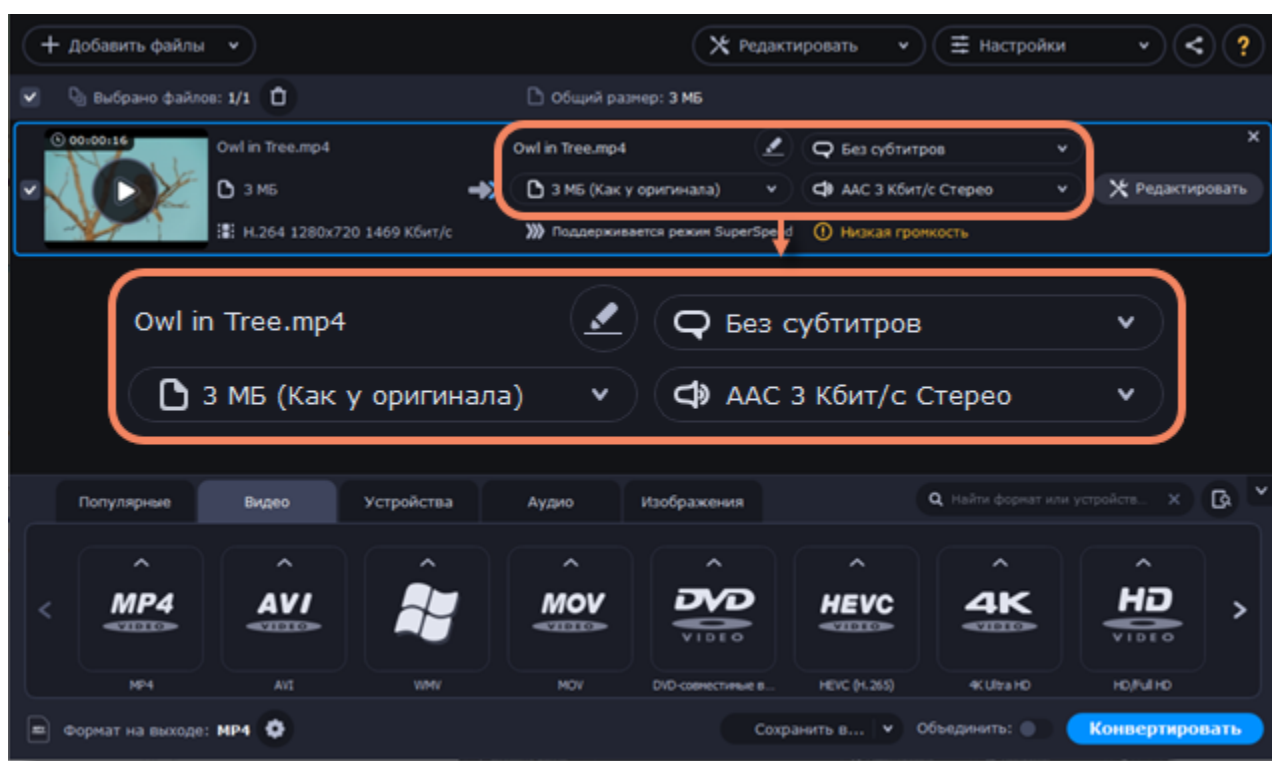 Добавить файлы
Редактировать
Настройки
?
Выбрано файлов: 1/1
Общий размер: 3 МБ
00:00:16
Owl in Tree.mp4
Owl in Tree.mp4
Без субтитров
3 МБ
3 МБ (Как у оригинала)
AAC 3 Кбит/с Стерео
Редактировать
H.264 1280x720 1469 Кбит/с
Поддерживается режим SuperSpeed
Низкая громкость
Owl in Tree.mp4
Без субтитров
3 МБ (Как у оригинала)
AAC 3 Кбит/с Стерео
Популярные
Видео
Устройства
Аудио
Изображения
Найти формат или устройств...
MP4 VIDEO
AVI VIDEO
MOV VIDEO
DVD VIDEO
HEVC VIDEO
4K VIDEO
HD VIDEO
MP4
AVI
WMV
MOV
DVD-совместимые в...
HEVC (H.265)
4K Ultra HD
HD/Full HD
Формат на выходе: MP4
Сохранить в...
Объединить:
Конвертировать